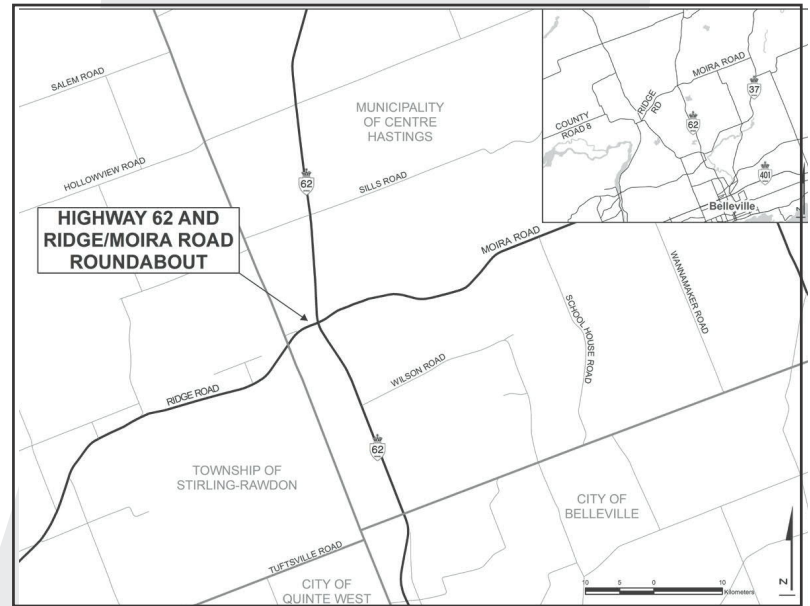 SALEM ROAD
MUNICIPALITY
OF CENTRE
HASTINGS
HOLLOWVIEW ROAD
62
SILLS ROAD
HIGHWAY 62 AND
RIDGE/MOIRA ROAD
ROUNDABOUT
MOIRA ROAD
WANNAMAKER ROAD
SCHOOL HOUSE ROAD
WILSON ROAD
RIDGE ROAD
62
TOWNSHIP OF
STIRLING-RAWDON
CITY OF
BELLEVILLE
TUFTSVILLE ROAD
CITY OF
QUINTE WEST
10 5 0 10
Kilometers
N
MOIRA ROAD
37
RIDGE
RD
COUNTY
ROAD 8
62
401
Belleville
N